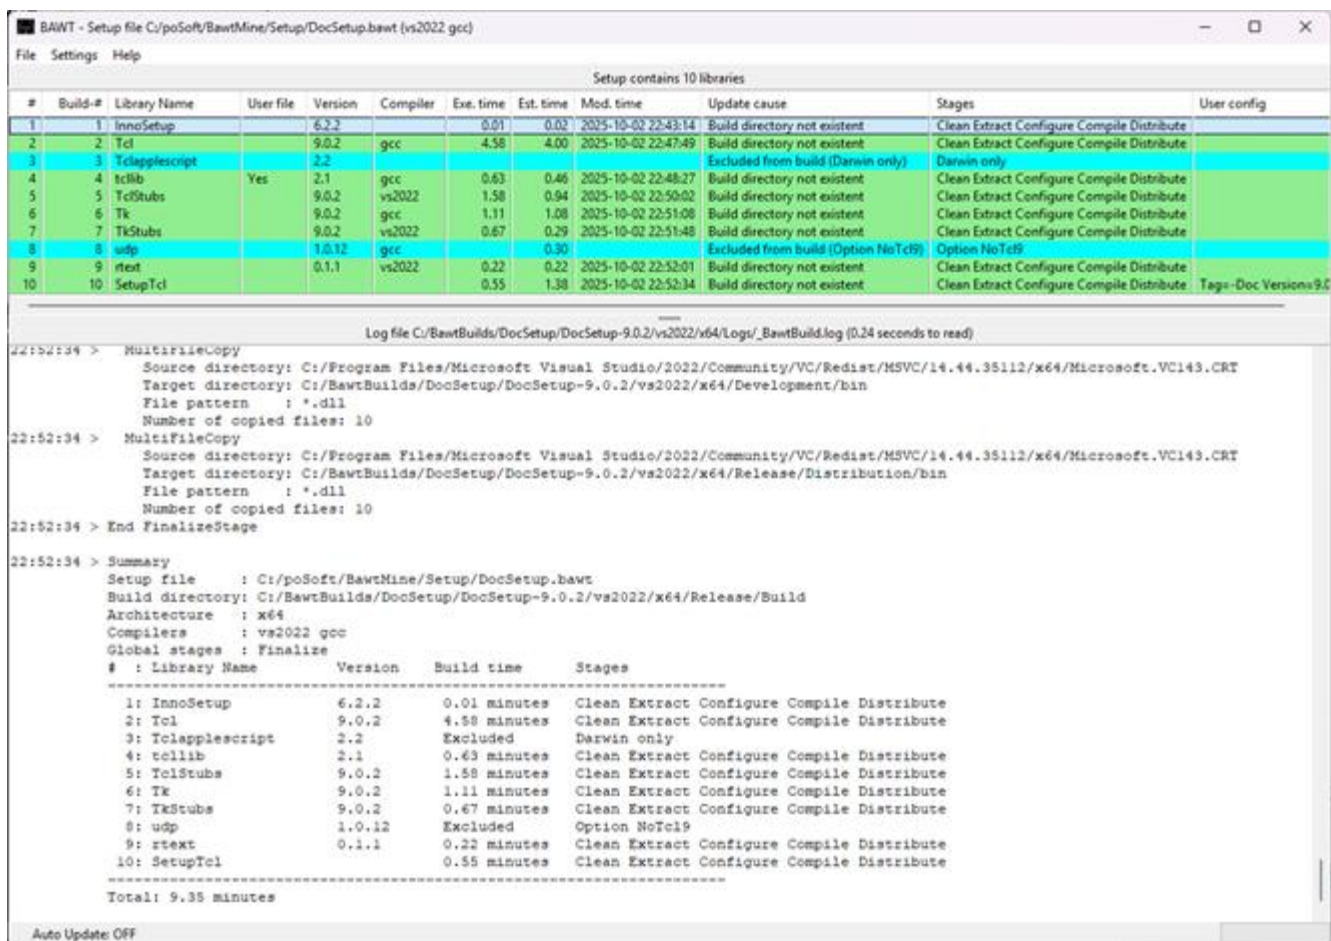 BAWT - Setup file C:/poSoft/BawtMine/Setup/DocSetup.bawt (vs2022 gcc)
File Settings Help
Setup contains 10 libraries
# Build-# Library Name User file Version Compiler Exe. time Est. time Mod. time Update cause Stages User config
1 1 InnoSetup 6.2.2 0.01 0.02 2025-10-02 22:43:14 Build directory not existent Clean Extract Configure Compile Distribute
2 2 Tcl 9.0.2 gcc 4.58 4.00 2025-10-02 22:47:49 Build directory not existent Clean Extract Configure Compile Distribute
3 3 Tclapplescript 2.2 Excluded from build (Darwin only) Darwin only
4 4 tcllib Yes 2.1 gcc 0.63 0.46 2025-10-02 22:48:27 Build directory not existent Clean Extract Configure Compile Distribute
5 5 TclStubs 9.0.2 vs2022 1.58 0.94 2025-10-02 22:50:02 Build directory not existent Clean Extract Configure Compile Distribute
6 6 Tk 9.0.2 gcc 1.11 1.08 2025-10-02 22:51:08 Build directory not existent Clean Extract Configure Compile Distribute
7 7 TkStubs 9.0.2 vs2022 0.67 0.29 2025-10-02 22:51:48 Build directory not existent Clean Extract Configure Compile Distribute
8 8 udp 1.0.12 gcc 0.30 Excluded from build (Option NoTcl9) Option NoTcl9
9 9 rtext 0.1.1 vs2022 0.22 0.22 2025-10-02 22:52:01 Build directory not existent Clean Extract Configure Compile Distribute
10 10 SetupTcl 0.55 1.38 2025-10-02 22:52:34 Build directory not existent Clean Extract Configure Compile Distribute Tag=-Doc Version=9.0
Log file C:/BawtBuilds/DocSetup/DocSetup-9.0.2/vs2022/x64/Logs/_BawtBuild.log (0.24 seconds to read)
22:52:34 > MultiFileCopy
Source directory: C:/Program Files/Microsoft Visual Studio/2022/Community/VC/Redist/MSVC/14.44.35112/x64/Microsoft.VC143.CRT
Target directory: C:/BawtBuilds/DocSetup/DocSetup-9.0.2/vs2022/x64/Development/bin
File pattern : *.dll
Number of copied files: 10
22:52:34 > MultiFileCopy
Source directory: C:/Program Files/Microsoft Visual Studio/2022/Community/VC/Redist/MSVC/14.44.35112/x64/Microsoft.VC143.CRT
Target directory: C:/BawtBuilds/DocSetup/DocSetup-9.0.2/vs2022/x64/Release/Distribution/bin
File pattern : *.dll
Number of copied files: 10
22:52:34 > End FinalizeStage
22:52:34 > Summary
Setup file : C:/poSoft/BawtMine/Setup/DocSetup.bawt
Build directory: C:/BawtBuilds/DocSetup/DocSetup-9.0.2/vs2022/x64/Release/Build
Architecture : x64
Compilers : vs2022 gcc
Global stages : Finalize
# : Library Name Version Build time Stages
1: InnoSetup 6.2.2 0.01 minutes Clean Extract Configure Compile Distribute
2: Tcl 9.0.2 4.58 minutes Clean Extract Configure Compile Distribute
3: Tclapplescript 2.2 Excluded Darwin only
4: tcllib 2.1 0.63 minutes Clean Extract Configure Compile Distribute
5: TclStubs 9.0.2 1.58 minutes Clean Extract Configure Compile Distribute
6: Tk 9.0.2 1.11 minutes Clean Extract Configure Compile Distribute
7: TkStubs 9.0.2 0.67 minutes Clean Extract Configure Compile Distribute
8: udp 1.0.12 Excluded Option NoTcl9
9: rtext 0.1.1 0.22 minutes Clean Extract Configure Compile Distribute
10: SetupTcl 0.55 minutes Clean Extract Configure Compile Distribute
Total: 9.35 minutes
Auto Update: OFF